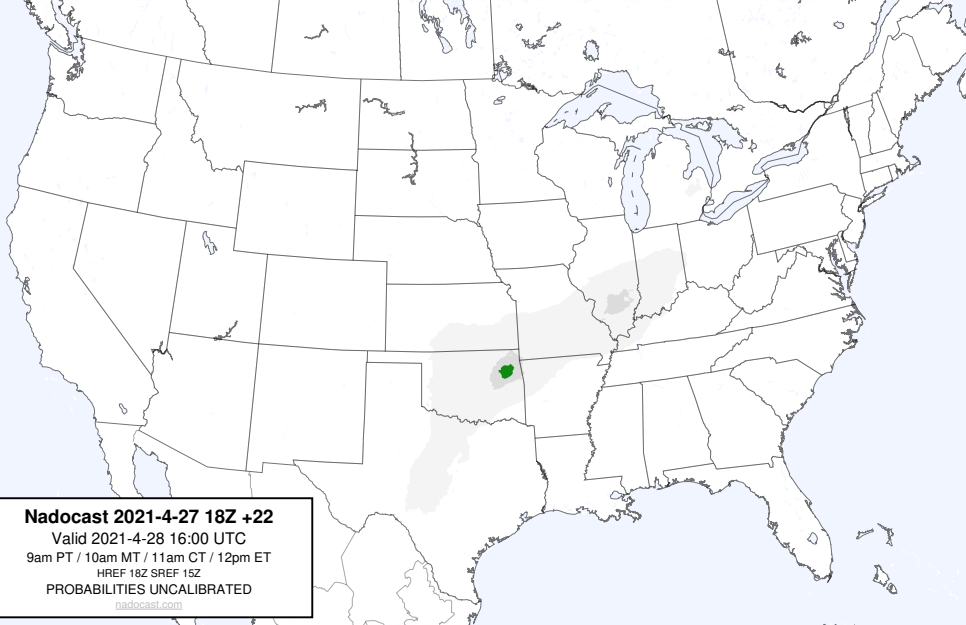 Nadocast 2021-4-27 18Z +22
Valid 2021-4-28 16:00 UTC
9am PT / 10am MT / 11am CT / 12pm ET
HREF 18Z SREF 15Z
PROBABILITIES UNCALIBRATED
nadocast.com